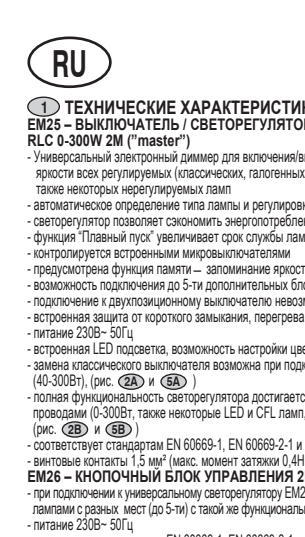 RU
1 ТЕХНИЧЕСКИЕ ХАРАКТЕРИСТИК
EM25 – ВЫКЛЮЧАТЕЛЬ / СВЕТОРЕГУЛЯТО
RLC 0-300W 2M ("master")
- Универсальный электронный диммер для включения/в
яркости всех регулируемых (классических, галогенных
также некоторых нерегулируемых ламп
- автоматическое определение типа лампы и регулировк
- светорегулятор позволяет сэкономить энергопотребле
- функция "Плавный пуск" увеличивает срок службы лам
- контролируется встроенными микровыключателями
- предусмотрена функция памяти – запоминание яркост
- возможность подключения до 5-ти дополнительных бло
- подключение к двухпозиционному выключателю невоз
- встроенная защита от короткого замыкания, перегрева
- питание 230В~ 50Гц
- встроенная LED подсветка, возможность настройки цве
- замена классического выключателя возможна при подк
(40-300Вт), (рис. 2A и 5A )
- полная функциональность светорегулятора достигаетс
проводами (0-300Вт, также некоторые LED и CFL ламп,
(рис. 2B и 5B )
- соответствует стандартам EN 60669-1, EN 60669-2-1 и
- винтовые контакты 1,5 мм² (макс. момент затяжки 0,4Н
EM26 – КНОПОЧНЫЙ БЛОК УПРАВЛЕНИЯ 2
- при подключении к универсальному светорегулятору EM2
лампами с разных мест (до 5-ти) с такой же функциональ
- питание 230В~ 50Гц